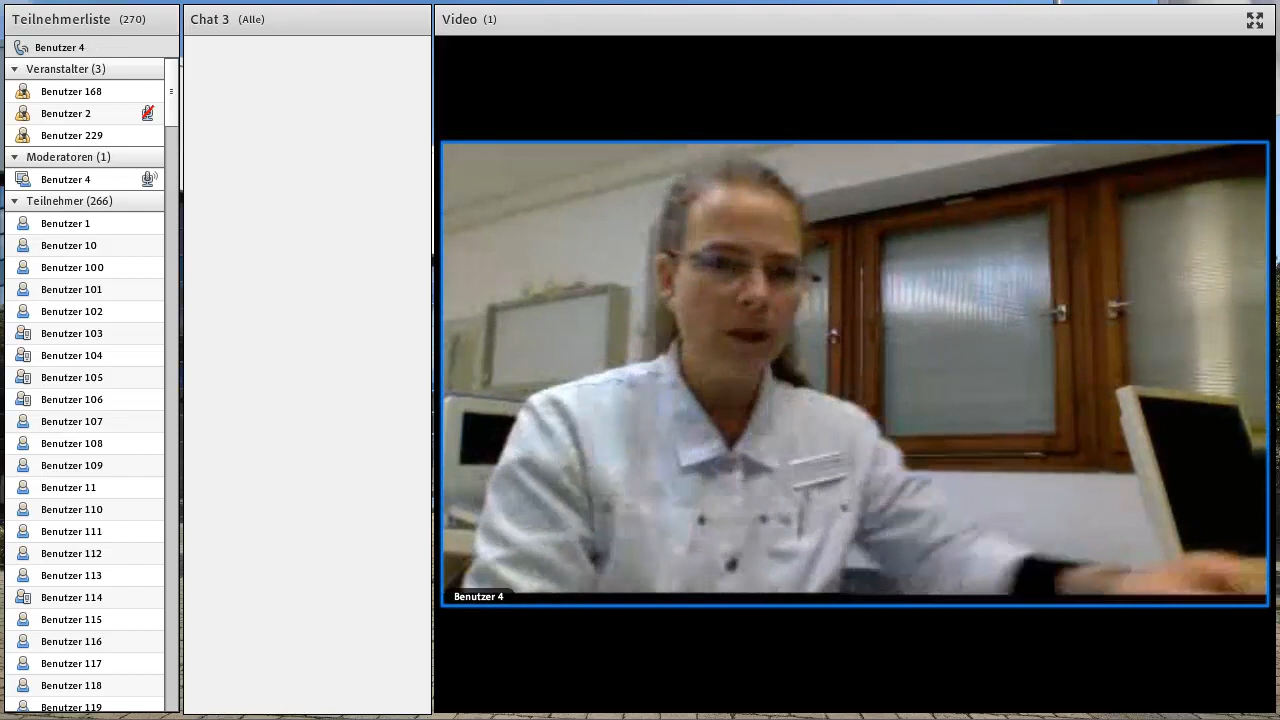 Teilnehmerliste (270)
Benutzer 4
Veranstalter (3)
Benutzer 168
Benutzer 2
Benutzer 229
Moderatoren (1)
Benutzer 4
Teilnehmer (266)
Benutzer 1
Benutzer 10
Benutzer 100
Benutzer 101
Benutzer 102
Benutzer 103
Benutzer 104
Benutzer 105
Benutzer 106
Benutzer 107
Benutzer 108
Benutzer 109
Benutzer 11
Benutzer 110
Benutzer 111
Benutzer 112
Benutzer 113
Benutzer 114
Benutzer 115
Benutzer 116
Benutzer 117
Benutzer 118
Benutzer 119
Chat 3 (Alle)
Video (1)
Benutzer 4